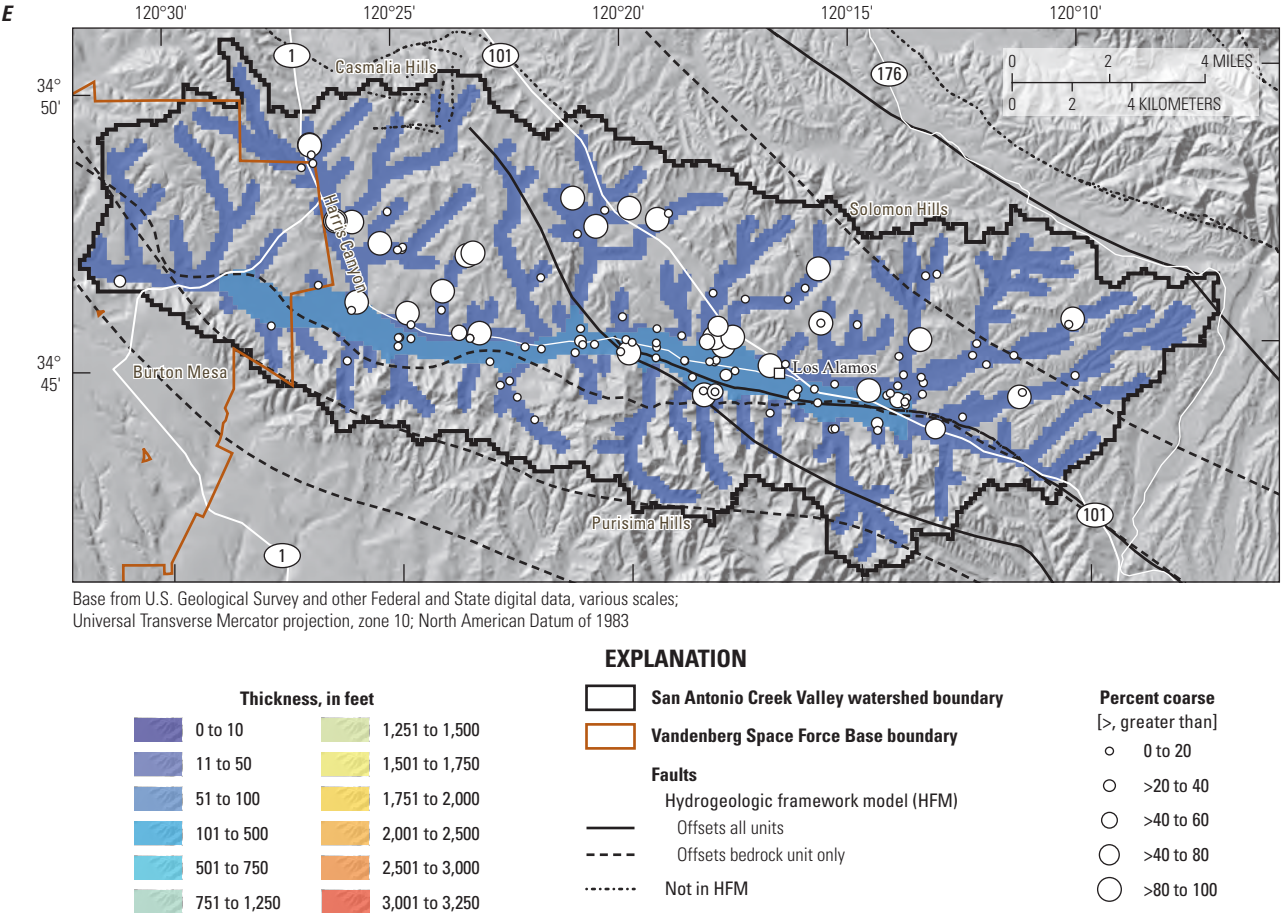 E
120°30'
120°25'
120°20'
120°15'
120°10'
1
101
Casmalia Hills
176
0 2 4 MILES
0 2 4 KILOMETERS
34°
50'
Harris Canyon
Solomon Hills
34°
45'
Burton Mesa
Los Alamos
Purisima Hills
101
1
Base from U.S. Geological Survey and other Federal and State digital data, various scales;
Universal Transverse Mercator projection, zone 10; North American Datum of 1983
EXPLANATION
Thickness, in feet
0 to 10
11 to 50
51 to 100
101 to 500
501 to 750
751 to 1,250
1,251 to 1,500
1,501 to 1,750
1,751 to 2,000
2,001 to 2,500
2,501 to 3,000
3,001 to 3,250
San Antonio Creek Valley watershed boundary
Vandenberg Space Force Base boundary
Faults
Hydrogeologic framework model (HFM)
Offsets all units
Offsets bedrock unit only
Not in HFM
Percent coarse
[>, greater than]
0 to 20
>20 to 40
>40 to 60
>40 to 80
>80 to 100